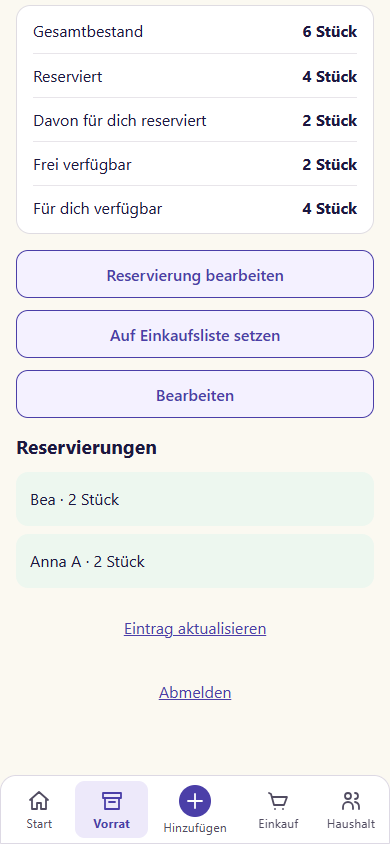 Gesamtbestand 6 Stück
Reserviert 4 Stück
Davon für dich reserviert 2 Stück
Frei verfügbar 2 Stück
Für dich verfügbar 4 Stück
Reservierung bearbeiten
Auf Einkaufsliste setzen
Bearbeiten
Reservierungen
Bea · 2 Stück
Anna A · 2 Stück
Eintrag aktualisieren
Abmelden
Start Vorrat Hinzufügen Einkauf Haushalt